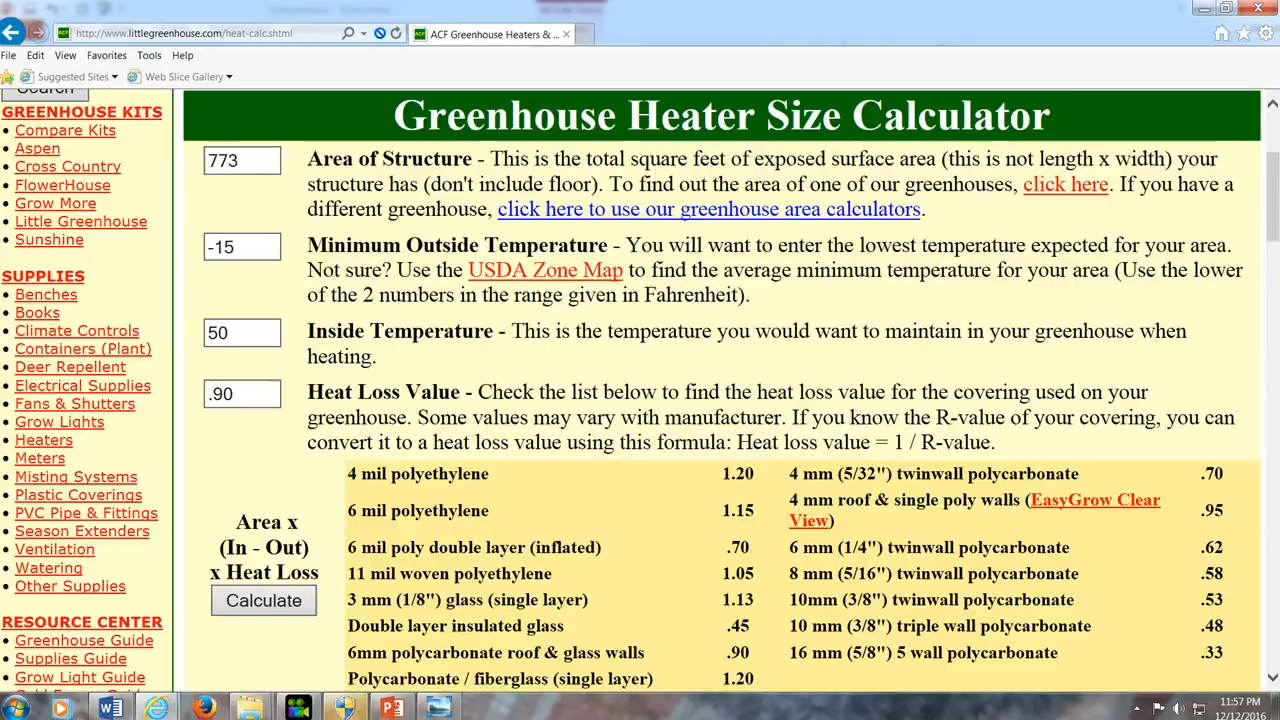 http://www.littlegreenhouse.com/heat-calc.shtml
ACF Greenhouse Heaters & ...
File Edit View Favorites Tools Help
Suggested Sites
Web Slice Gallery
Search
GREENHOUSE KITS
• Compare Kits
• Aspen
• Cross Country
• FlowerHouse
• Grow More
• Little Greenhouse
• Sunshine
SUPPLIES
• Benches
• Books
• Climate Controls
• Containers (Plant)
• Deer Repellent
• Electrical Supplies
• Fans & Shutters
• Grow Lights
• Heaters
• Meters
• Misting Systems
• Plastic Coverings
• PVC Pipe & Fittings
• Season Extenders
• Ventilation
• Watering
• Other Supplies
RESOURCE CENTER
• Greenhouse Guide
• Supplies Guide
• Grow Light Guide
Greenhouse Heater Size Calculator
773
Area of Structure - This is the total square feet of exposed surface area (this is not length x width) your
structure has (don't include floor). To find out the area of one of our greenhouses, click here. If you have a
different greenhouse, click here to use our greenhouse area calculators.
-15
Minimum Outside Temperature - You will want to enter the lowest temperature expected for your area.
Not sure? Use the USDA Zone Map to find the average minimum temperature for your area (Use the lower
of the 2 numbers in the range given in Fahrenheit).
50
Inside Temperature - This is the temperature you would want to maintain in your greenhouse when
heating.
.90
Heat Loss Value - Check the list below to find the heat loss value for the covering used on your
greenhouse. Some values may vary with manufacturer. If you know the R-value of your covering, you can
convert it to a heat loss value using this formula: Heat loss value = 1 / R-value.
Area x
(In - Out)
x Heat Loss
Calculate
4 mil polyethylene 1.20 4 mm (5/32") twinwall polycarbonate .70
6 mil polyethylene 1.15 4 mm roof & single poly walls (EasyGrow Clear
View) .95
6 mil poly double layer (inflated) .70 6 mm (1/4") twinwall polycarbonate .62
11 mil woven polyethylene 1.05 8 mm (5/16") twinwall polycarbonate .58
3 mm (1/8") glass (single layer) 1.13 10mm (3/8") twinwall polycarbonate .53
Double layer insulated glass .45 10 mm (3/8") triple wall polycarbonate .48
6mm polycarbonate roof & glass walls .90 16 mm (5/8") 5 wall polycarbonate .33
Polycarbonate / fiberglass (single layer) 1.20
11:57 PM
12/12/2016